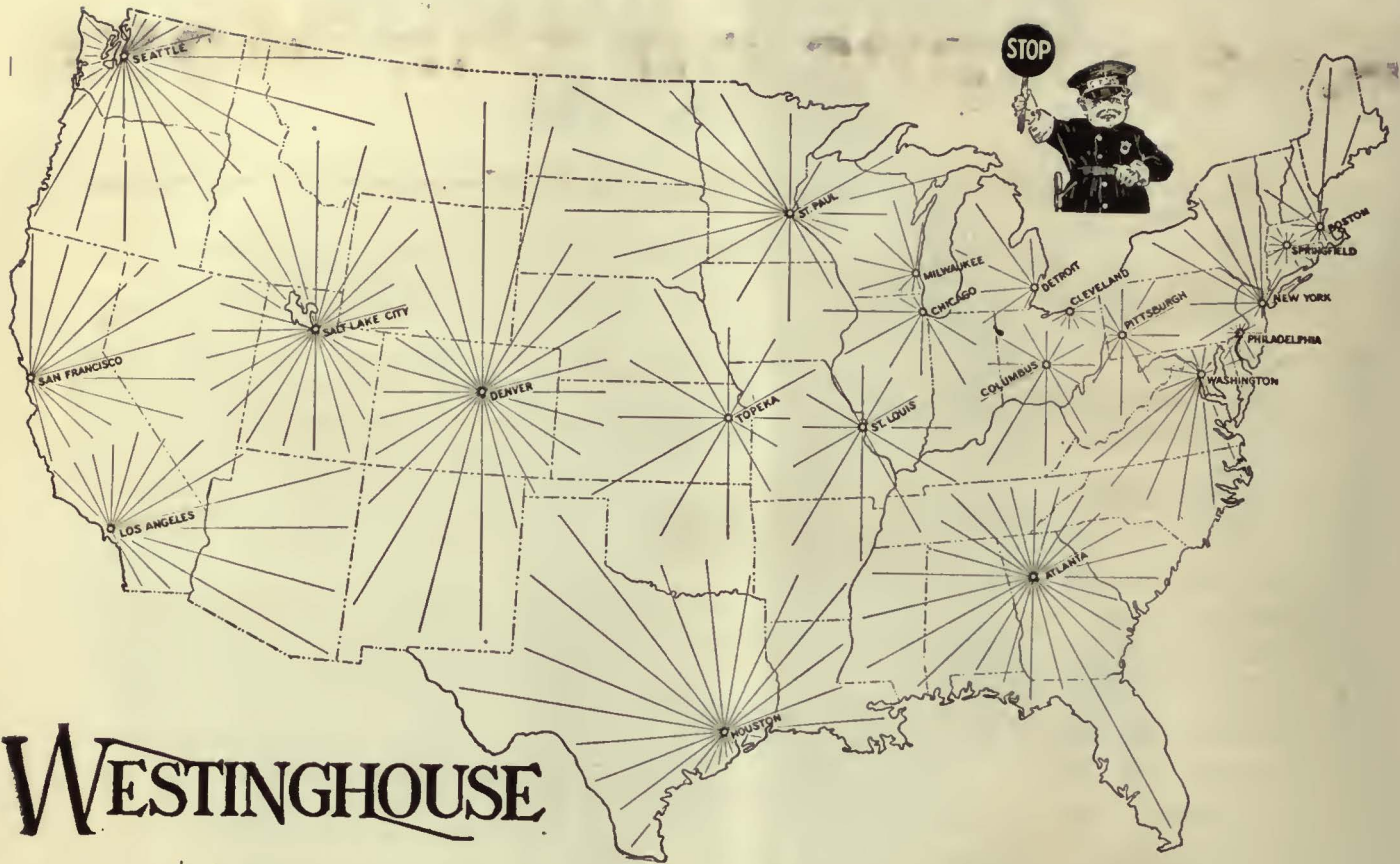 STOP
SEATTLE
ST. PAUL
BOSTON
SPRINGFIELD
MILWAUKEE
DETROIT
CLEVELAND
NEW YORK
CHICAGO
PITTSBURGH
SALT LAKE CITY
PHILADELPHIA
COLUMBUS
WASHINGTON
SAN FRANCISCO
DENVER
TOPEKA
ST. LOUIS
LOS ANGELES
ATLANTA
HOUSTON
WESTINGHOUSE